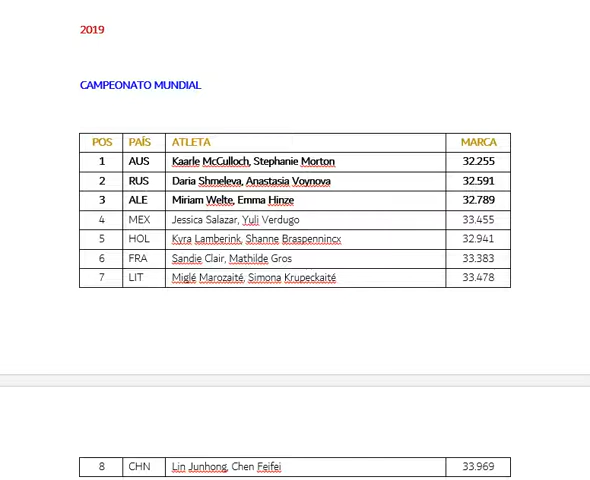 2019
CAMPEONATO MUNDIAL
POS PAÍS ATLETA MARCA
1 AUS Kaarle McCulloch, Stephanie Morton 32.255
2 RUS Daria Shmeleva, Anastasia Voynova 32.591
3 ALE Miriam Welte, Emma Hinze 32.789
4 MEX Jessica Salazar, Yuli Verdugo 33.455
5 HOL Kyra Lamberink, Shanne Braspennincx 32.941
6 FRA Sandie Clair, Mathilde Gros 33.383
7 LIT Miglé Marozaité, Simona Krupeckaité 33.478
8 CHN Lin Junhong, Chen Feifei 33.969